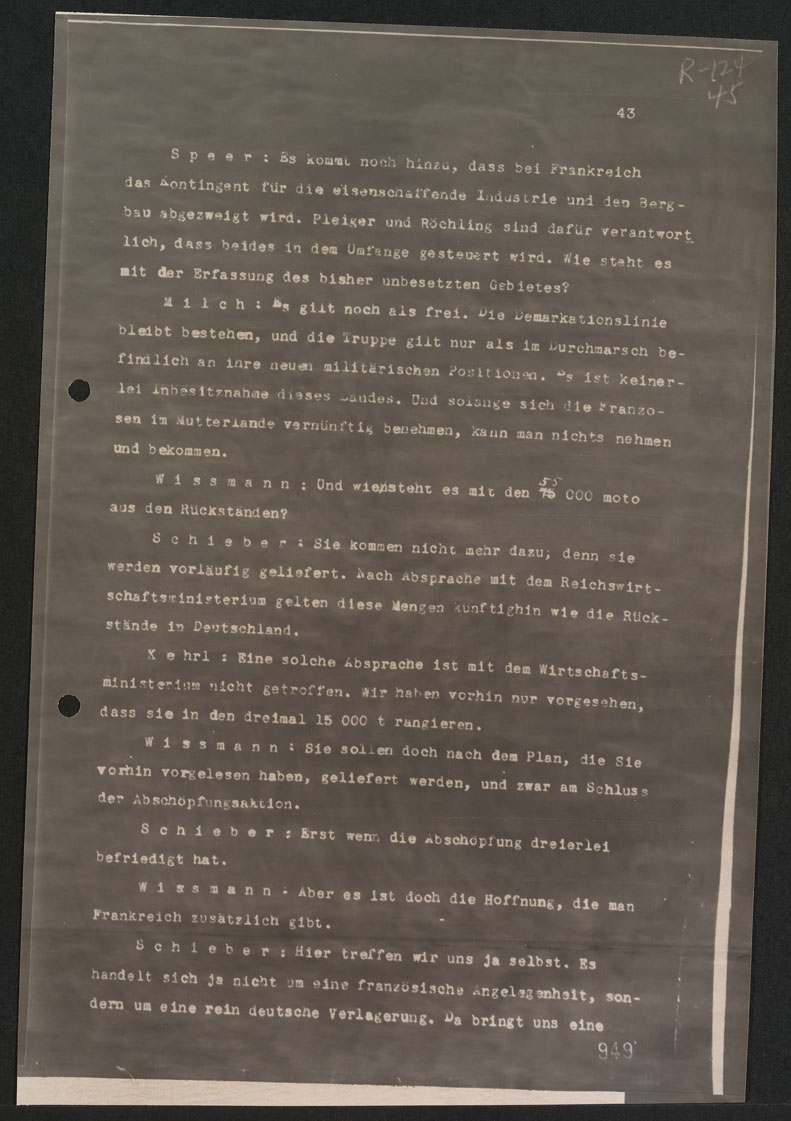 R-124
45
43
S p e e r : Es kommt noch hinzu, dass bei Frankreich
das Kontingent für die eisenschaffende Industrie und den Berg-
bau abgezweigt wird. Pleiger und Röchling sind dafür verantwort
lich, dass beides in dem Umfange gesteuert wird. Wie steht es
mit der Erfassung des bisher unbesetzten Gebietes?
M i l c h : Es gilt noch als frei. Die Demarkationslinie
bleibt bestehen, und die Truppe gilt nur als im Durchmarsch be-
findlich an ihre neuen militärischen Positionen. Es ist keiner-
lei Inbesitznahme dieses Landes. Und solange sich die Franzo-
sen im Mutterlande vernünftig benehmen, kann man nichts nehmen
und bekommen.
55
W i s s m a n n : Und wie steht es mit den 75 000 moto
aus den Rückständen?
S c h i e b e r : Sie kommen nicht mehr dazu; denn sie
werden vorläufig geliefert. Nach Absprache mit dem Reichswirt-
schaftsministerium gelten diese Mengen künftighin wie die Rück-
stände in Deutschland.
K e h r l : Eine solche Absprache ist mit dem Wirtschafts-
ministerium nicht getroffen. Wir haben vorhin nur vorgesehen,
dass sie in den dreimal 15 000 t rangieren.
W i s s m a n n : Sie sollen doch nach dem Plan, die Sie
vorhin vorgelesen haben, geliefert werden, und zwar am Schluss
der Abschöpfungsaktion.
S c h i e b e r : Erst wenn die Abschöpfung dreierlei
befriedigt hat.
W i s s m a n n : Aber es ist doch die Hoffnung, die man
Frankreich zusätzlich gibt.
S c h i e b e r : Hier treffen wir uns ja selbst. Es
handelt sich ja nicht um eine französische Angelegenheit, son-
dern um eine rein deutsche Verlagerung. Da bringt uns eine
949